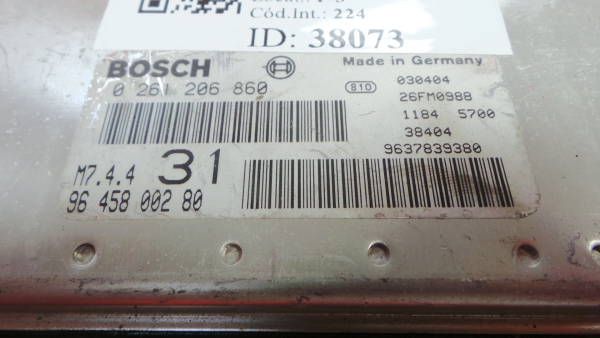 Cód.Int.: 224
ID: 38073
BOSCH
Made in Germany
0 261 206 860
810
030404
26FM0988
1184 5700
38404
9637839380
M7.4.4
31
96 458 002 80